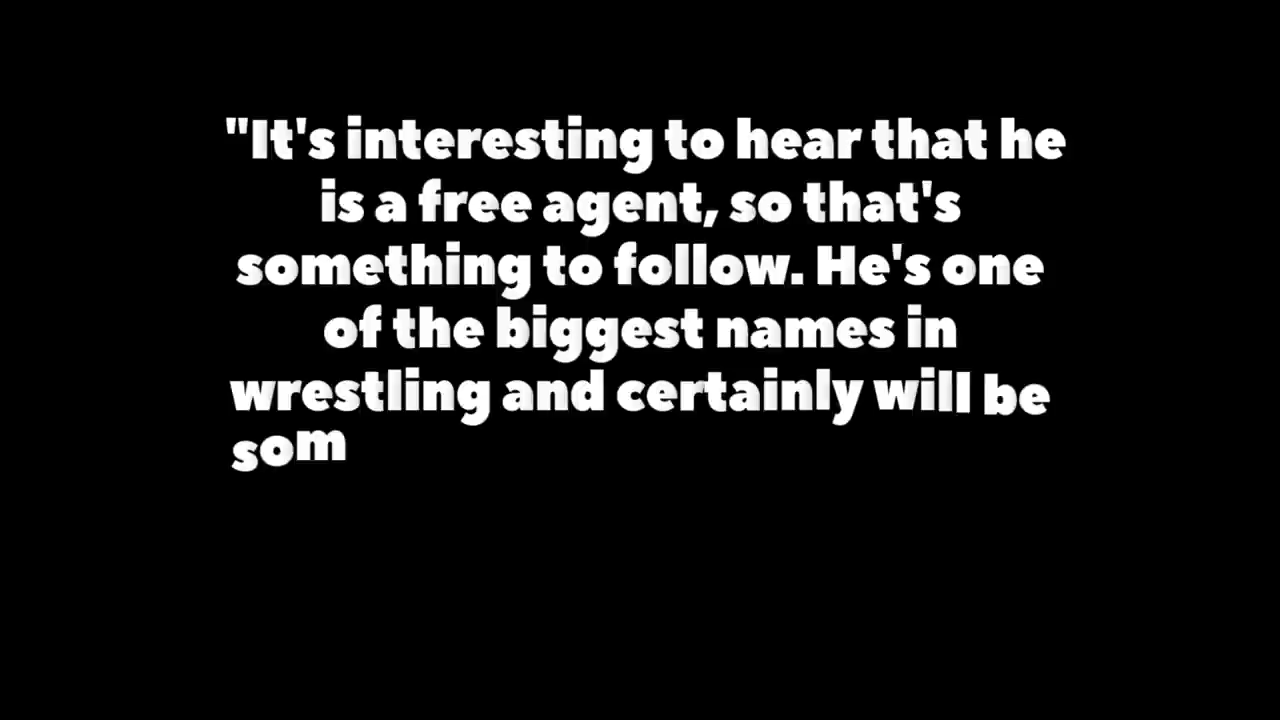 "It's interesting to hear that he
is a free agent, so that's
something to follow. He's one
of the biggest names in
wrestling and certainly will be
som